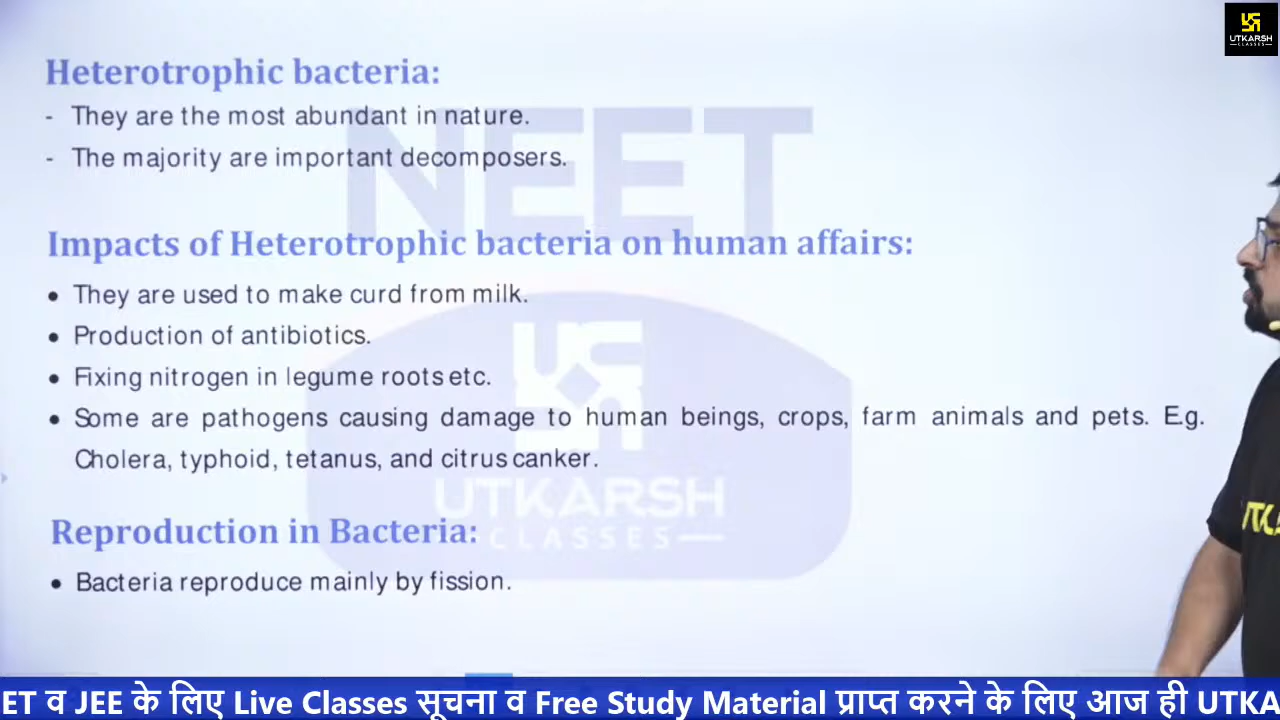 UTKARSH
CLASSES
Heterotrophic bacteria:
- They are the most abundant in nature.
- The majority are important decomposers.
NEET
Impacts of Heterotrophic bacteria on human affairs:
• They are used to make curd from milk.
• Production of antibiotics.
• Fixing nitrogen in legume roots etc.
• Some are pathogens causing damage to human beings, crops, farm animals and pets. E.g.
Cholera, typhoid, tetanus, and citrus canker.
UTKARSH
CLASSES
Reproduction in Bacteria:
• Bacteria reproduce mainly by fission.
ET व JEE के लिए Live Classes सूचना व Free Study Material प्राप्त करने के लिए आज ही UTKA